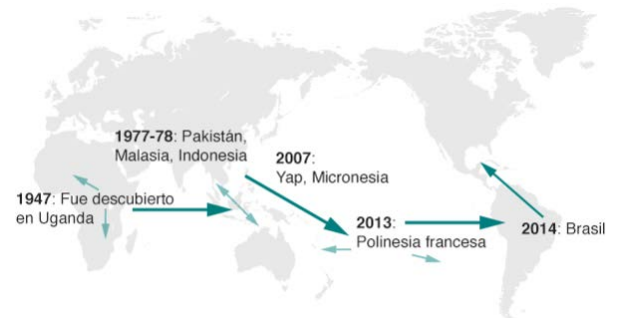 1977-78: Pakistán,
Malasia, Indonesia
2007:
Yap, Micronesia
1947: Fue descubierto
en Uganda
2013:
Polinesia francesa
2014: Brasil